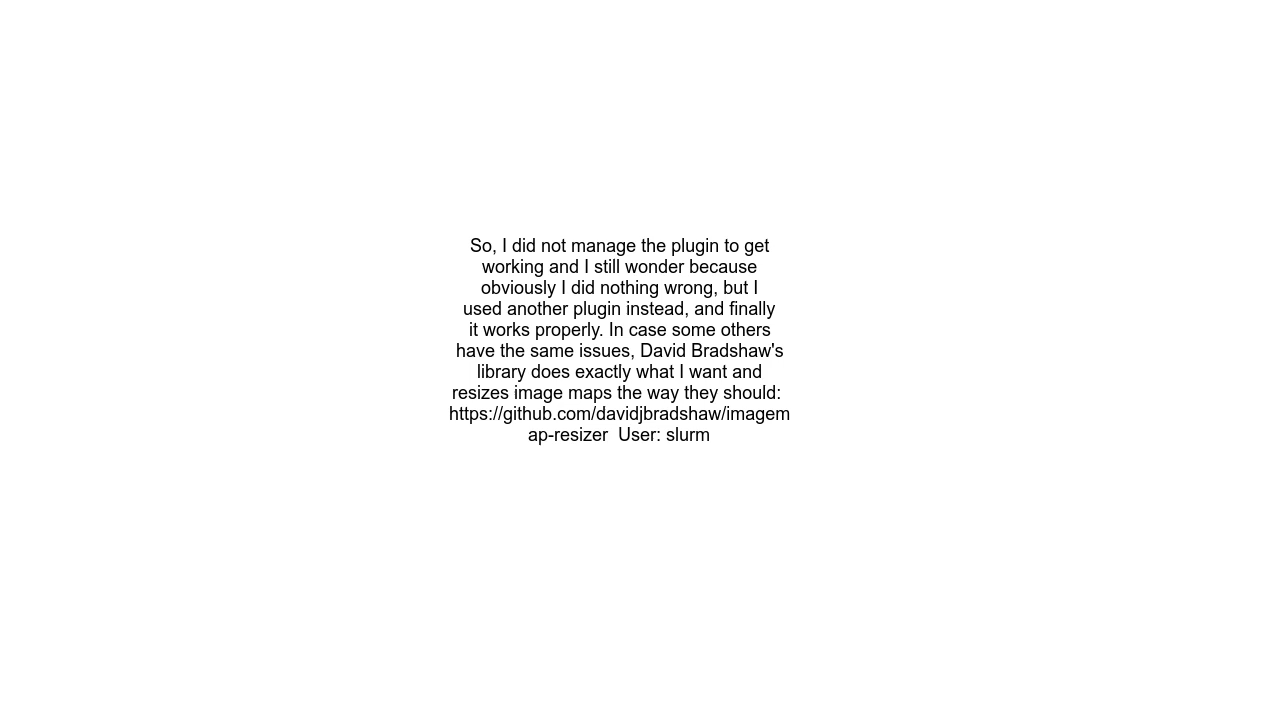 So, I did not manage the plugin to get
working and I still wonder because
obviously I did nothing wrong, but I
used another plugin instead, and finally
it works properly. In case some others
have the same issues, David Bradshaw's
library does exactly what I want and
resizes image maps the way they should:
https://github.com/davidjbradshaw/imagem
ap-resizer  User: slurm